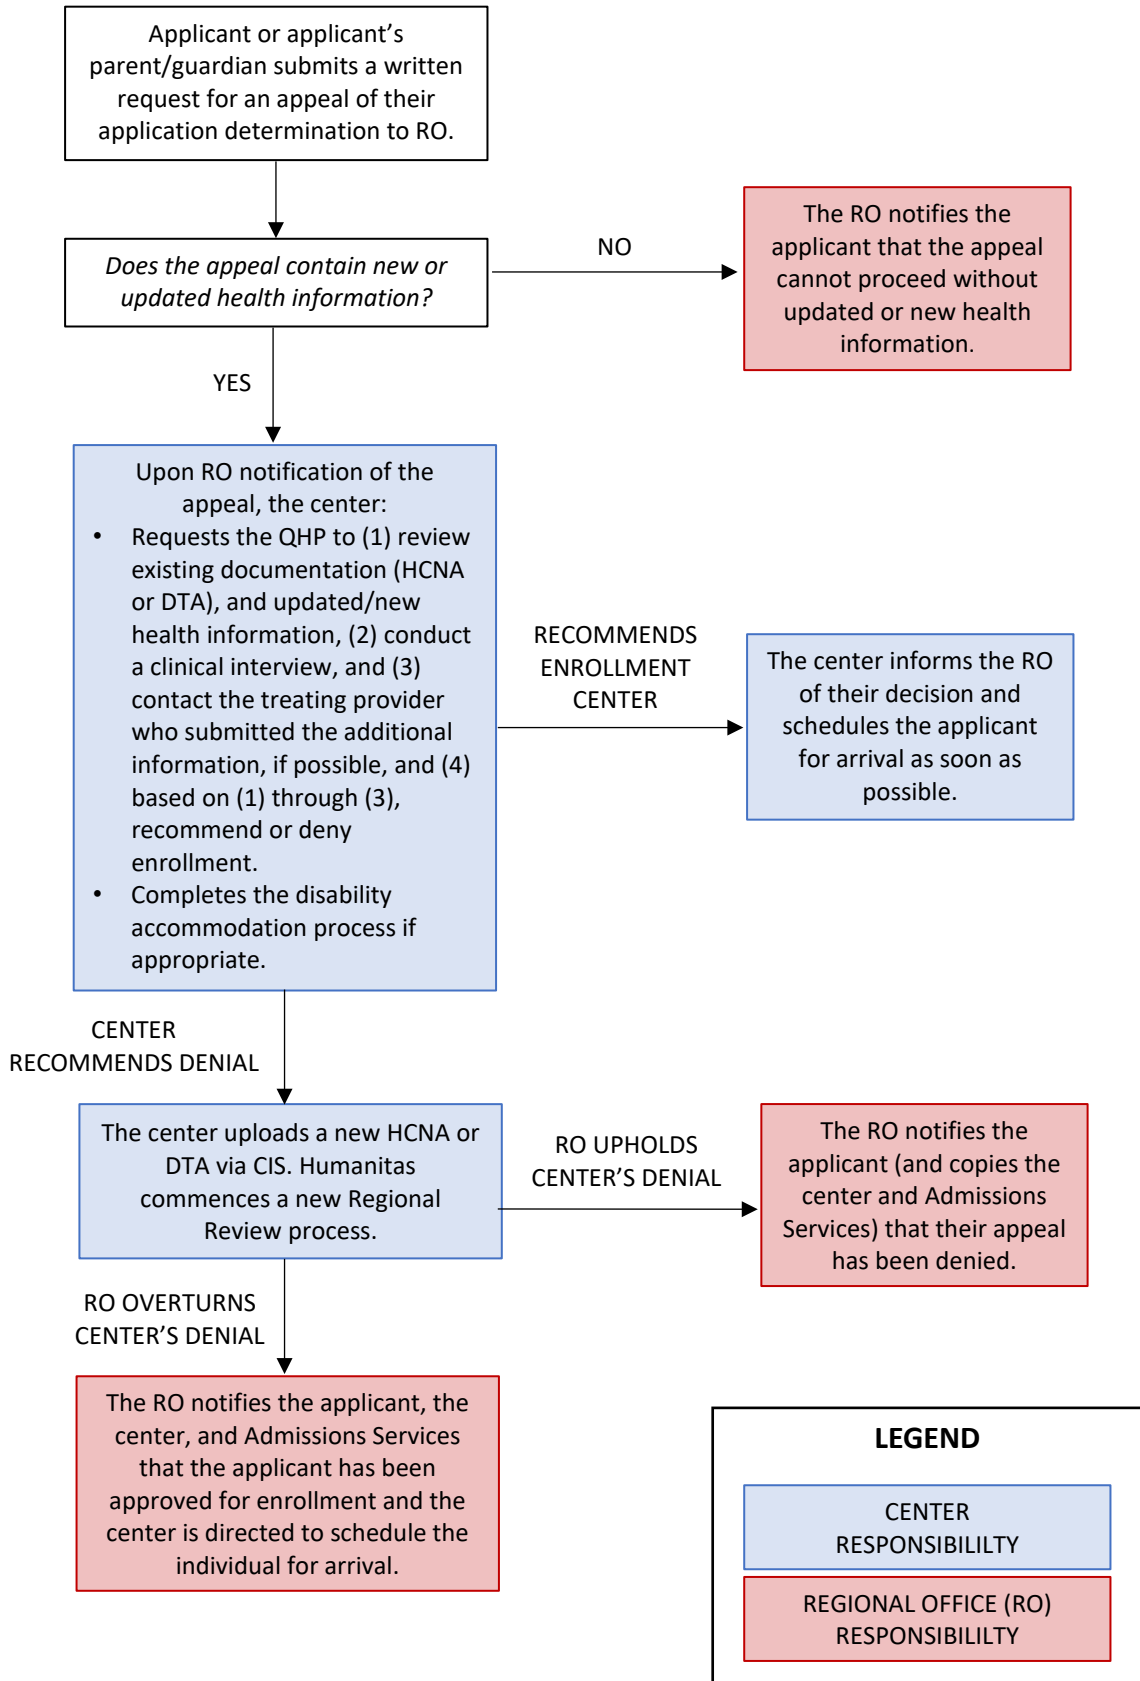 Applicant or applicant’s
parent/guardian submits a written
request for an appeal of their
application determination to RO.
Does the appeal contain new or
updated health information?
NO
The RO notifies the
applicant that the appeal
cannot proceed without
updated or new health
information.
YES
Upon RO notification of the
appeal, the center:
• Requests the QHP to (1) review
existing documentation (HCNA
or DTA), and updated/new
health information, (2) conduct
a clinical interview, and (3)
contact the treating provider
who submitted the additional
information, if possible, and (4)
based on (1) through (3),
recommend or deny
enrollment.
• Completes the disability
accommodation process if
appropriate.
RECOMMENDS
ENROLLMENT
CENTER
The center informs the RO
of their decision and
schedules the applicant
for arrival as soon as
possible.
CENTER
RECOMMENDS DENIAL
The center uploads a new HCNA or
DTA via CIS. Humanitas
commences a new Regional
Review process.
RO UPHOLDS
CENTER’S DENIAL
The RO notifies the
applicant (and copies the
center and Admissions
Services) that their appeal
has been denied.
RO OVERTURNS
CENTER’S DENIAL
The RO notifies the applicant, the
center, and Admissions Services
that the applicant has been
approved for enrollment and the
center is directed to schedule the
individual for arrival.
LEGEND
CENTER
RESPONSIBILILTY
REGIONAL OFFICE (RO)
RESPONSIBILILTY